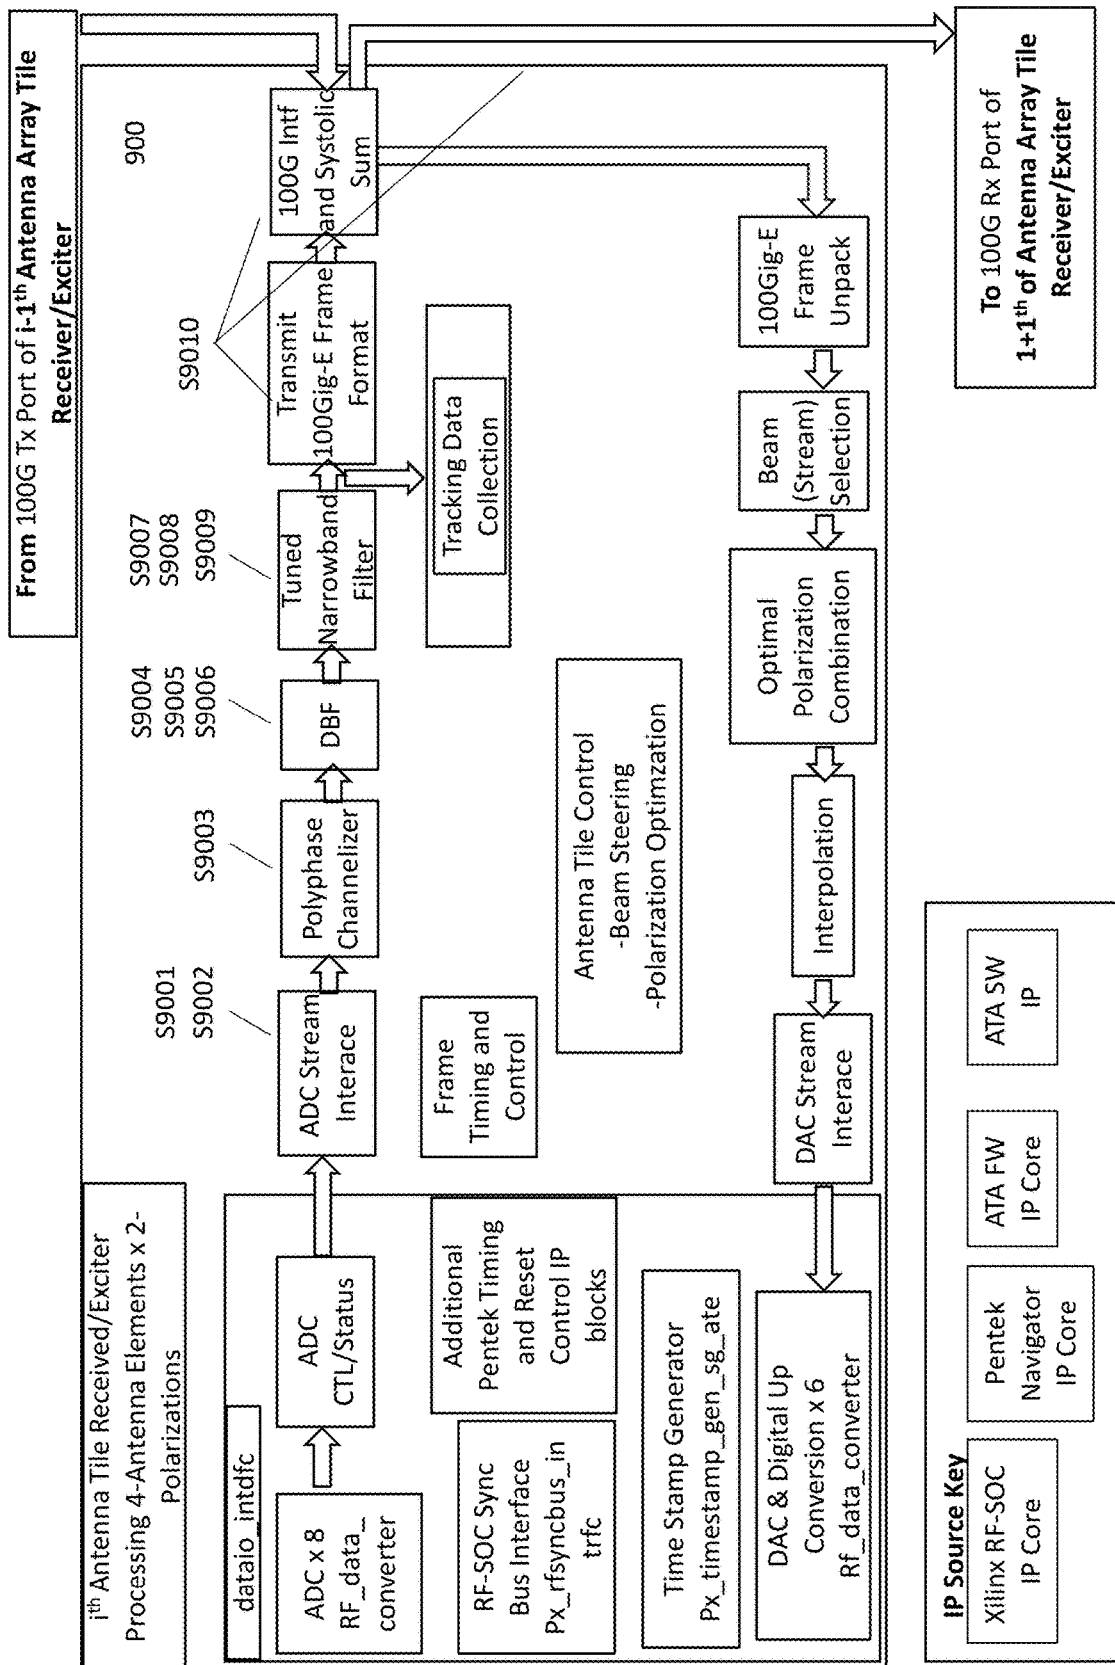 From 100G Tx Port of i-1th Antenna Array Tile
Receiver/Exciter
900
S9010
S9007
S9008
S9009
S9004
S9005
S9006
S9003
S9001
S9002
ith Antenna Tile Received/Exciter
Processing 4-Antenna Elements x 2-
Polarizations
dataio_intdfc
ADC x 8
RF_data_
converter
ADC
CTL/Status
ADC Stream
Interace
Polyphase
Channelizer
DBF
Tuned
Narrowband
Filter
Transmit
100Gig-E Frame
Format
100G Intf
and Systolic
Sum
Tracking Data
Collection
RF-SOC Sync
Bus Interface
Px_rfsyncbus_in
trfc
Additional
Pentek Timing
and Reset
Control IP
blocks
Frame
Timing and
Control
Antenna Tile Control
-Beam Steering
-Polarization Optimzation
Time Stamp Generator
Px_timestamp_gen_sg_ate
DAC & Digital Up
Conversion x 6
Rf_data_converter
DAC Stream
Interace
Interpolation
Optimal
Polarization
Combination
Beam
(Stream)
Selection
100Gig-E
Frame
Unpack
To 100G Rx Port of
1+1th of Antenna Array Tile
Receiver/Exciter
IP Source Key
Xilinx RF-SOC
IP Core
Pentek
Navigator
IP Core
ATA FW
IP Core
ATA SW
IP